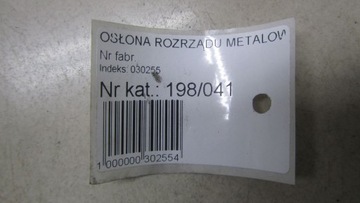 OSŁONA ROZRZĄDU METALOW
Nr fabr.
Indeks: 030255
Nr kat.: 198/041
1 000000 302554